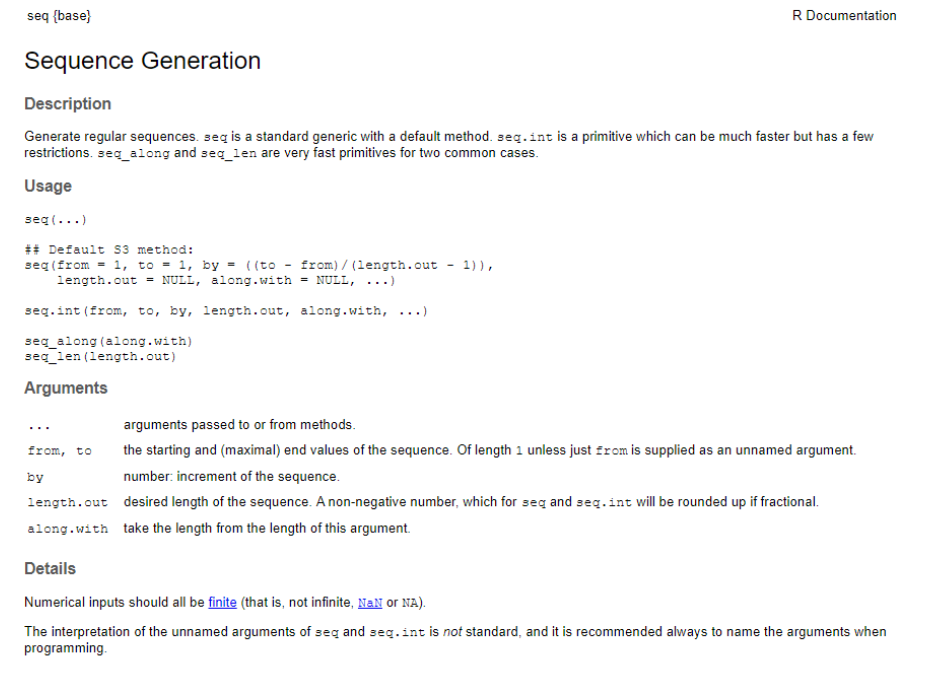 seq {base}
R Documentation
Sequence Generation
Description
Generate regular sequences. seq is a standard generic with a default method. seq.int is a primitive which can be much faster but has a few
restrictions. seq_along and seq_len are very fast primitives for two common cases.
Usage
seq(...)
## Default S3 method:
seq(from = 1, to = 1, by = ((to - from)/(length.out - 1)),
    length.out = NULL, along.with = NULL, ...)
seq.int(from, to, by, length.out, along.with, ...)
seq_along(along.with)
seq_len(length.out)
Arguments
... arguments passed to or from methods.
from, to the starting and (maximal) end values of the sequence. Of length 1 unless just from is supplied as an unnamed argument.
by number: increment of the sequence.
length.out desired length of the sequence. A non-negative number, which for seq and seq.int will be rounded up if fractional.
along.with take the length from the length of this argument.
Details
Numerical inputs should all be finite (that is, not infinite, NaN or NA).
The interpretation of the unnamed arguments of seq and seq.int is not standard, and it is recommended always to name the arguments when
programming.